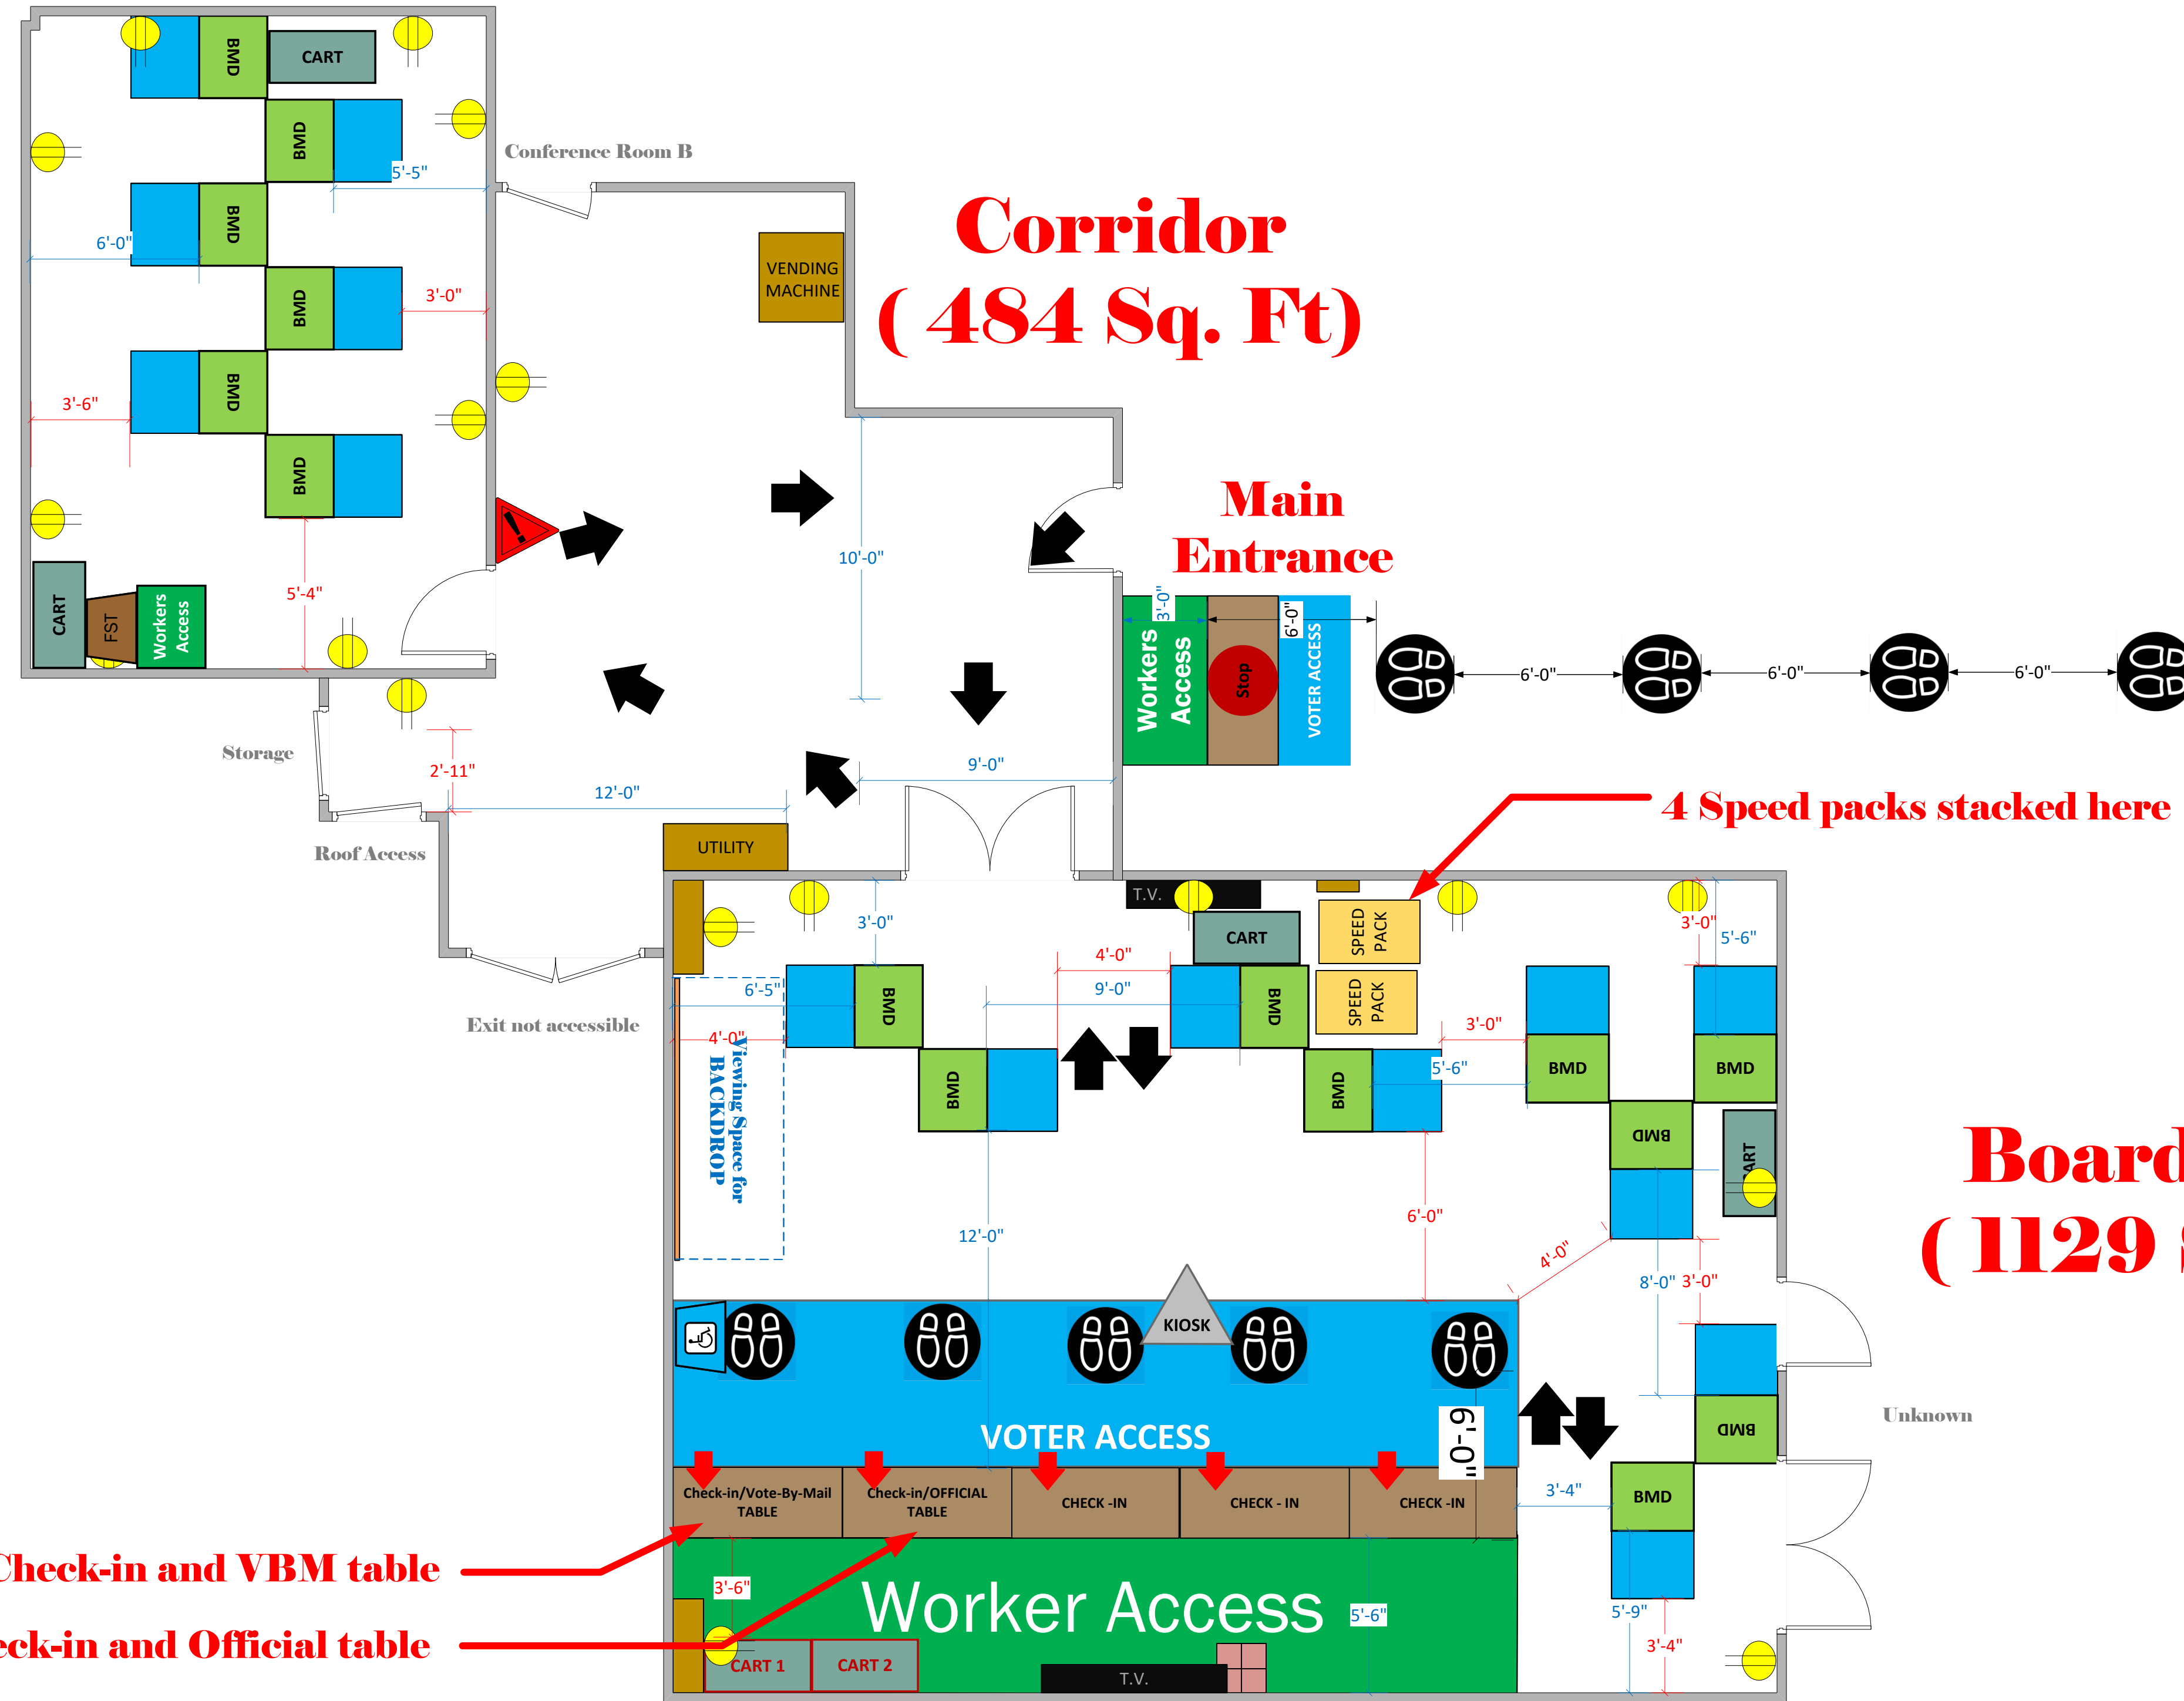 BMD
CART
BMD
Conference Room B
5'-5"
BMD
6'-0"
BMD
3'-0"
BMD
3'-6"
BMD
5'-4"
CART
FST
Workers
Access
VENDING
MACHINE
Corridor
( 484 Sq. Ft)
!
10'-0"
Main
Entrance
3'-0"
Workers
Access
Stop
6'-0"
VOTER ACCESS
6'-0"
6'-0"
6'-0"
Storage
2'-11"
12'-0"
9'-0"
Roof Access
UTILITY
4 Speed packs stacked here
T.V.
3'-0"
CART
SPEED
PACK
3'-0"
5'-6"
4'-0"
6'-5"
BMD
9'-0"
BMD
SPEED
PACK
Exit not accessible
4'-0"
Viewing Space for
BACKDROP
3'-0"
5'-6"
BMD
BMD
BMD
BMD
BMD
Board
( 1129
12'-0"
6'-0"
4'-0"
8'-0"
3'-0"
KIOSK
VOTER ACCESS
6'-0"
BMD
Unknown
Check-in/Vote-By-Mail
TABLE
Check-in/OFFICIAL
TABLE
CHECK -IN
CHECK - IN
CHECK -IN
3'-4"
BMD
Check-in and VBM table
3'-6"
Worker Access
5'-6"
5'-9"
3'-4"
eck-in and Official table
CART 1
CART 2
T.V.